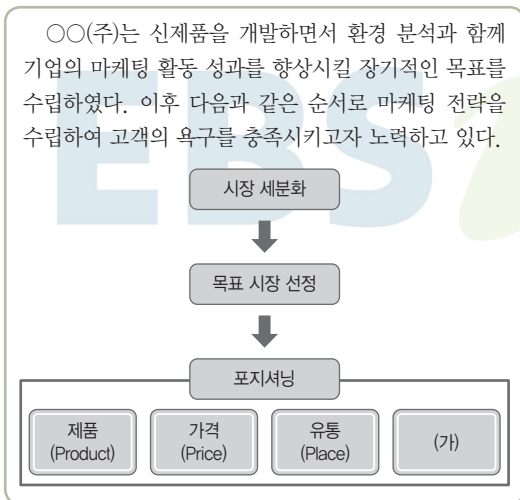 ○○(주)는 신제품을 개발하면서 환경 분석과 함께
기업의 마케팅 활동 성과를 향상시킬 장기적인 목표를
수립하였다. 이후 다음과 같은 순서로 마케팅 전략을
수립하여 고객의 욕구를 충족시키고자 노력하고 있다.
EBS
시장 세분화
목표 시장 선정
포지셔닝
제품
(Product)
가격
(Price)
유통
(Place)
(가)